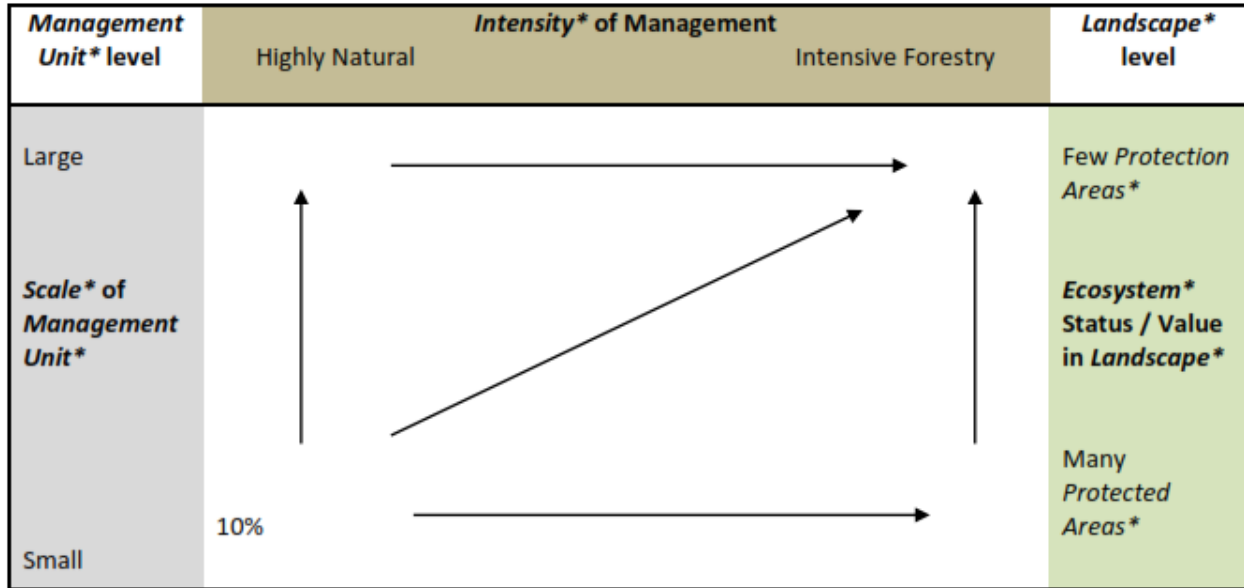 Management
Unit* level
Intensity* of Management
Highly Natural
Intensive Forestry
Landscape*
level
Large
Scale* of
Management
Unit*
Small
10%
Few Protection
Areas*
Ecosystem*
Status / Value
in Landscape*
Many
Protected
Areas*